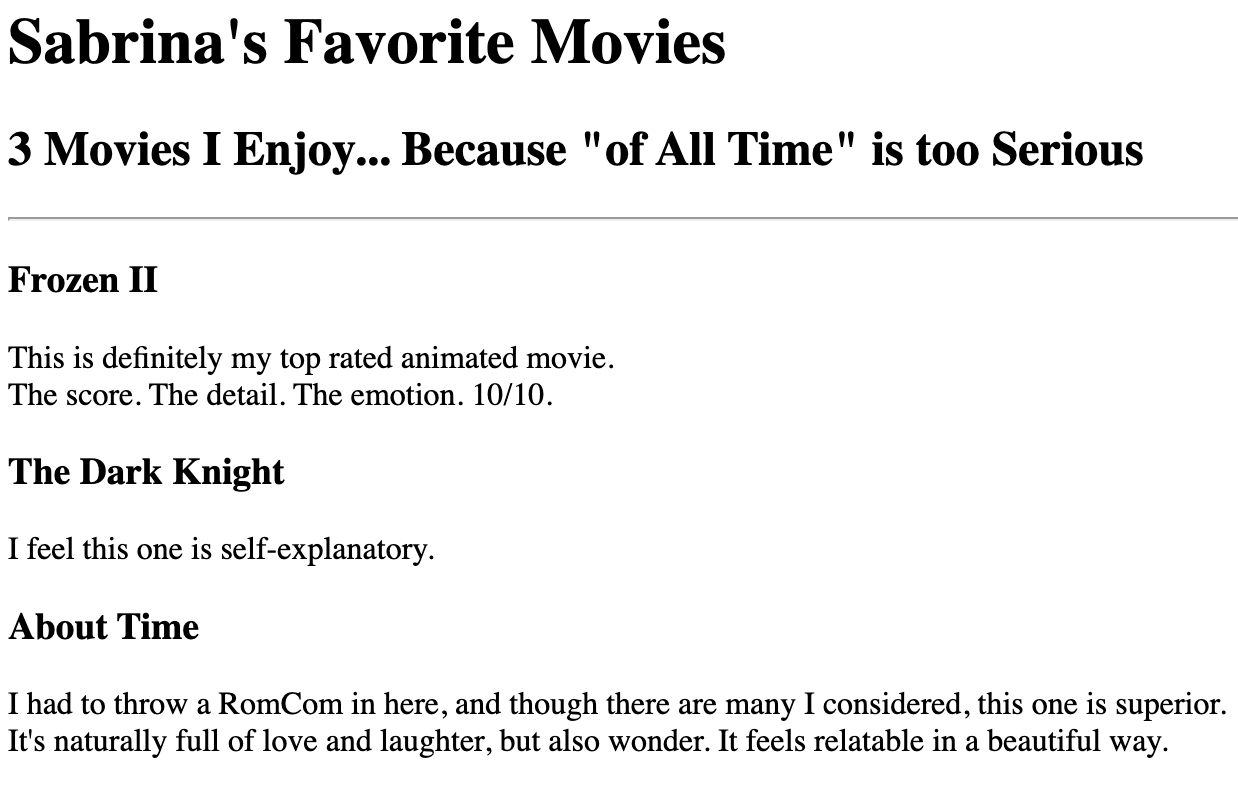 Sabrina's Favorite Movies
3 Movies I Enjoy... Because "of All Time" is too Serious
Frozen II
This is definitely my top rated animated movie.
The score. The detail. The emotion. 10/10.
The Dark Knight
I feel this one is self-explanatory.
About Time
I had to throw a RomCom in here, and though there are many I considered, this one is superior.
It's naturally full of love and laughter, but also wonder. It feels relatable in a beautiful way.